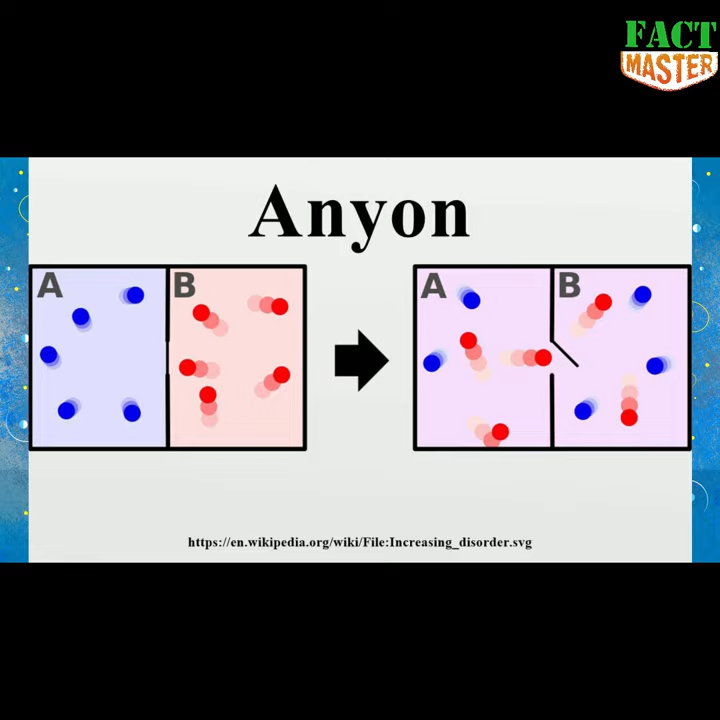 FACT
MASTER
Anyon
A B A B
https://en.wikipedia.org/wiki/File:Increasing_disorder.svg